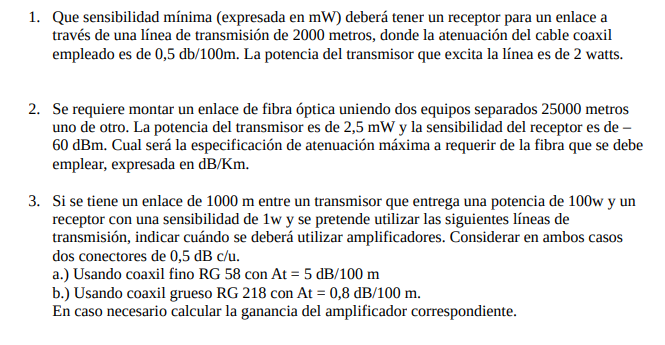 1. Que sensibilidad mínima (expresada en mW) deberá tener un receptor para un enlace a
través de una línea de transmisión de 2000 metros, donde la atenuación del cable coaxil
empleado es de 0,5 db/100m. La potencia del transmisor que excita la línea es de 2 watts.
2. Se requiere montar un enlace de fibra óptica uniendo dos equipos separados 25000 metros
uno de otro. La potencia del transmisor es de 2,5 mW y la sensibilidad del receptor es de –
60 dBm. Cual será la especificación de atenuación máxima a requerir de la fibra que se debe
emplear, expresada en dB/Km.
3. Si se tiene un enlace de 1000 m entre un transmisor que entrega una potencia de 100w y un
receptor con una sensibilidad de 1w y se pretende utilizar las siguientes líneas de
transmisión, indicar cuándo se deberá utilizar amplificadores. Considerar en ambos casos
dos conectores de 0,5 dB c/u.
a.) Usando coaxil fino RG 58 con At = 5 dB/100 m
b.) Usando coaxil grueso RG 218 con At = 0,8 dB/100 m.
En caso necesario calcular la ganancia del amplificador correspondiente.